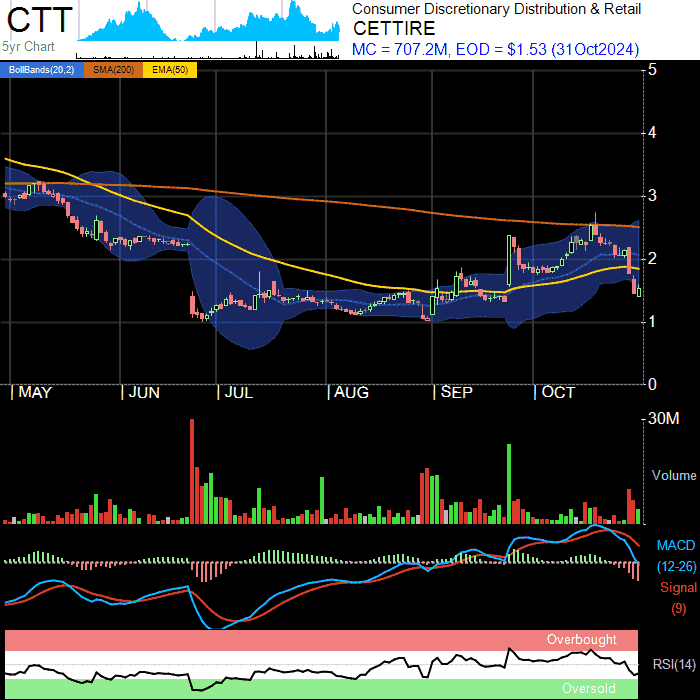 CTT
5yr Chart
Consumer Discretionary Distribution & Retail
CETTIRE
MC = 707.2M, EOD = $1.53 (31Oct2024)
BollBands(20,2) SMA(200) EMA(50)
5
4
3
2
1
0
MAY JUN JUL AUG SEP OCT
30M
Volume
MACD
(12-26)
Signal
(9)
Overbought
RSI(14)
Oversold